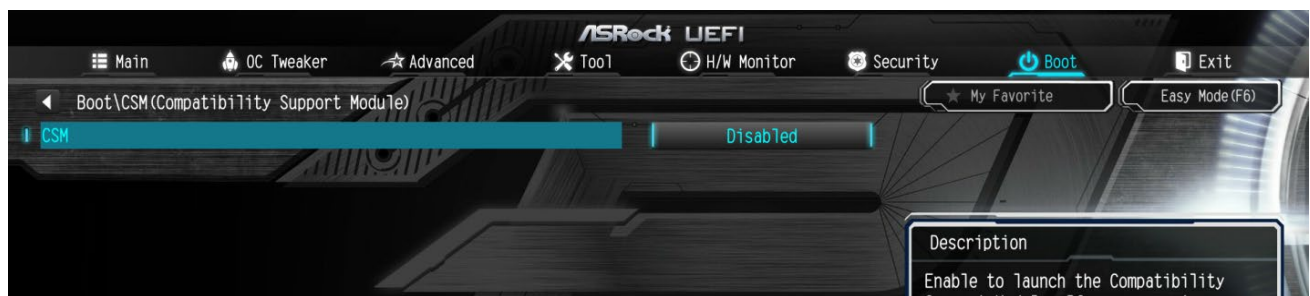 ASRock UEFI
Main OC Tweaker Advanced Tool H/W Monitor Security Boot Exit
Boot\CSM(Compatibility Support Module) My Favorite Easy Mode(F6)
CSM Disabled
Description
Enable to launch the Compatibility